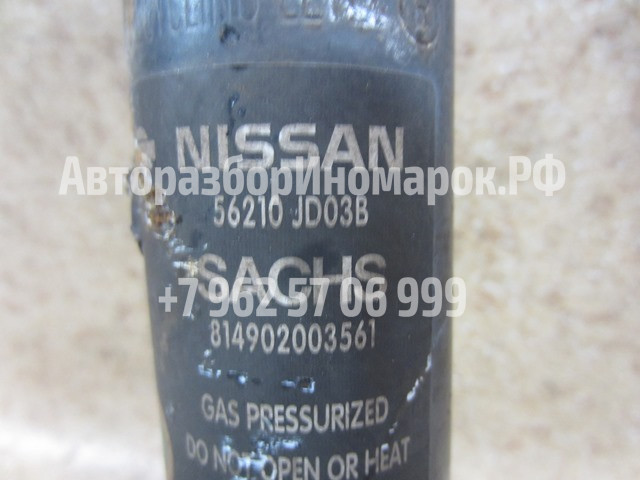 NISSAN
АвторазборИномарок.РФ
56210 JD03B
SACHS
+7 962 57 06 999
814902003561
GAS PRESSURIZED
DO NOT OPEN OR HEAT